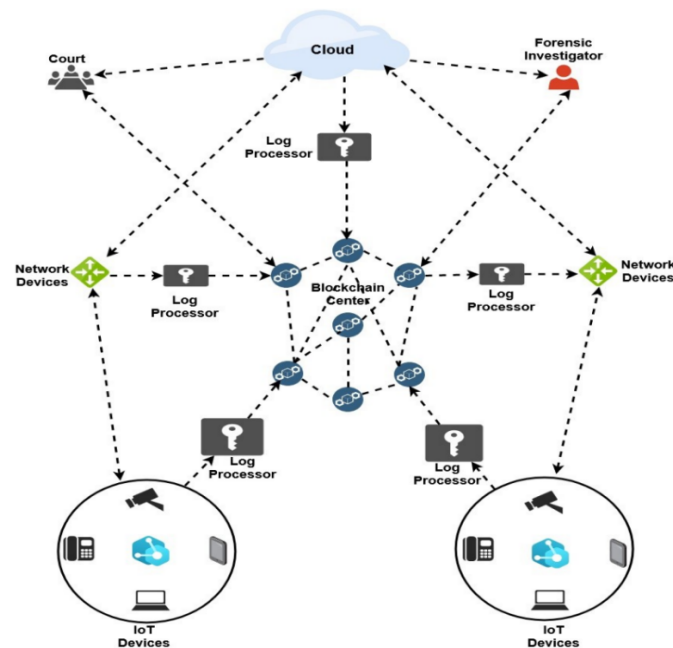 Cloud
Court
Forensic
Investigator
Log
Processor
Network
Devices
Log
Processor
Blockchain
Center
Log
Processor
Network
Devices
Log
Processor
Log
Processor
IoT
Devices
IoT
Devices